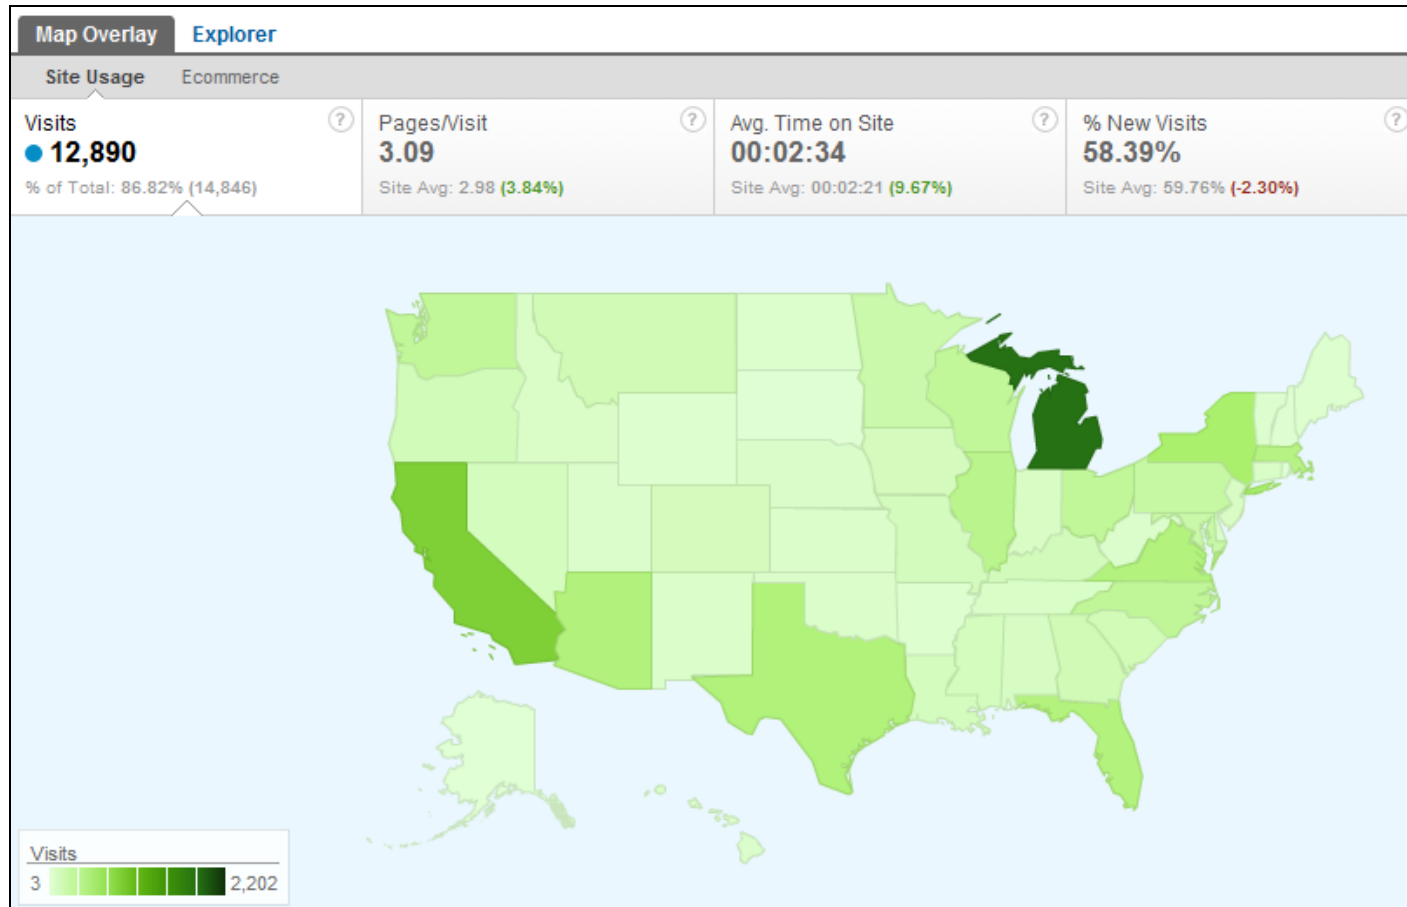 Map Overlay Explorer
Site Usage Ecommerce
Visits ?
12,890
% of Total: 86.82% (14,846)
Pages/Visit ?
3.09
Site Avg: 2.98 (3.84%)
Avg. Time on Site ?
00:02:34
Site Avg: 00:02:21 (9.67%)
% New Visits ?
58.39%
Site Avg: 59.76% (-2.30%)
Visits
3 2,202